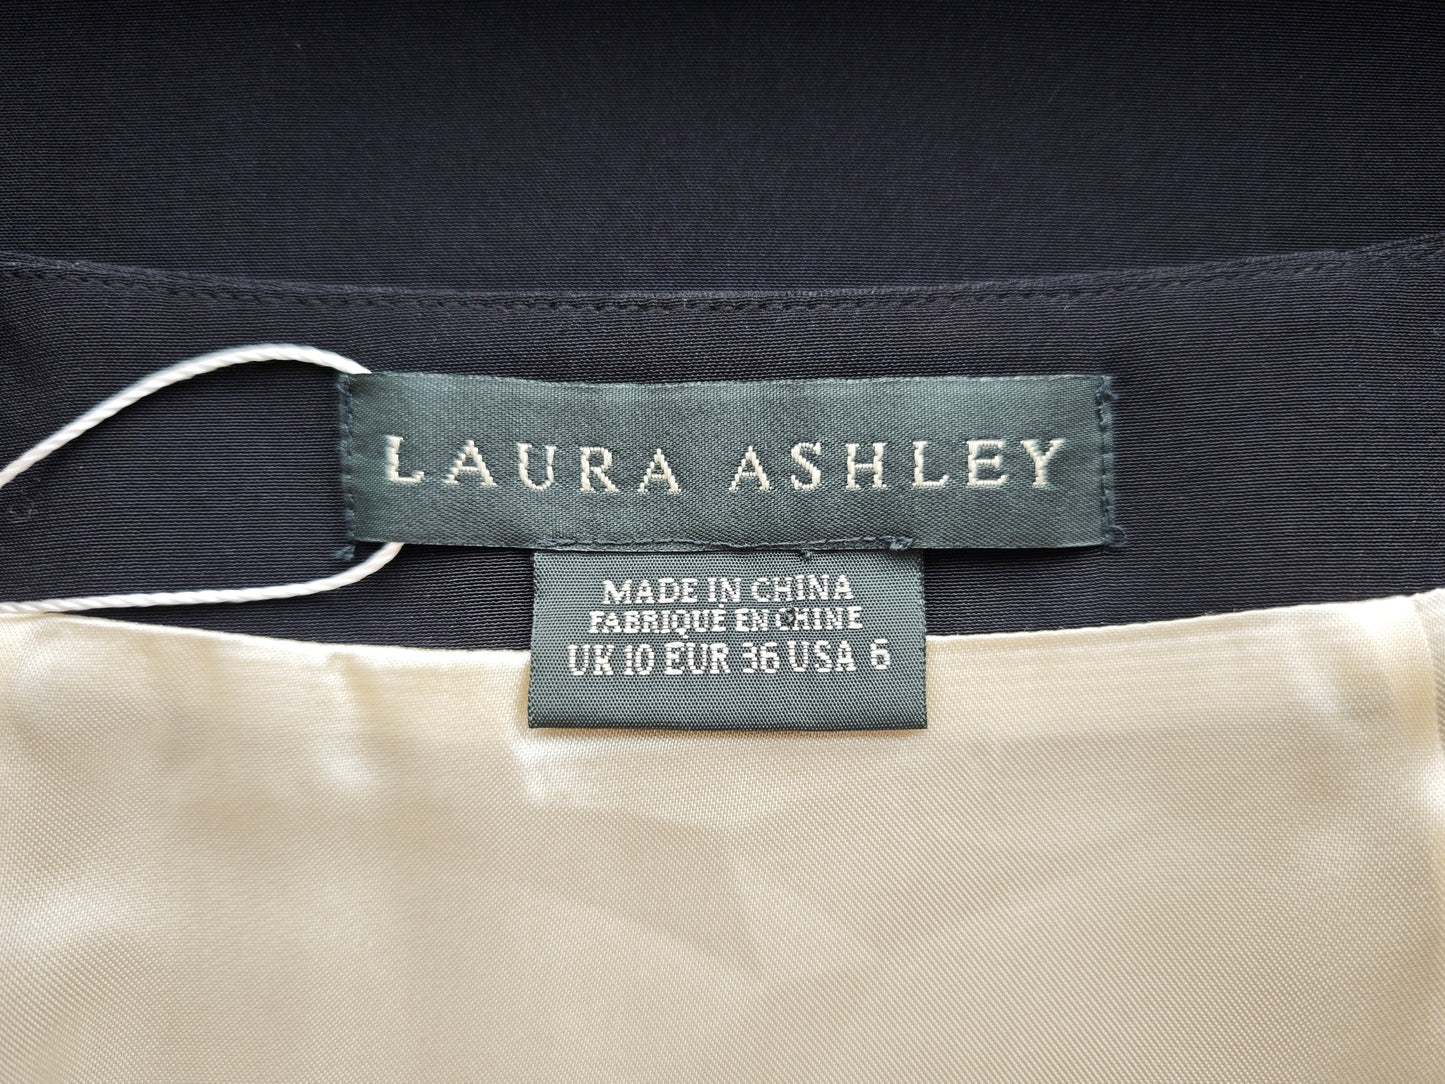 LAURA ASHLEY
MADE IN CHINA
FABRIQUÉ EN CHINE
UK 10 EUR 36 USA 6